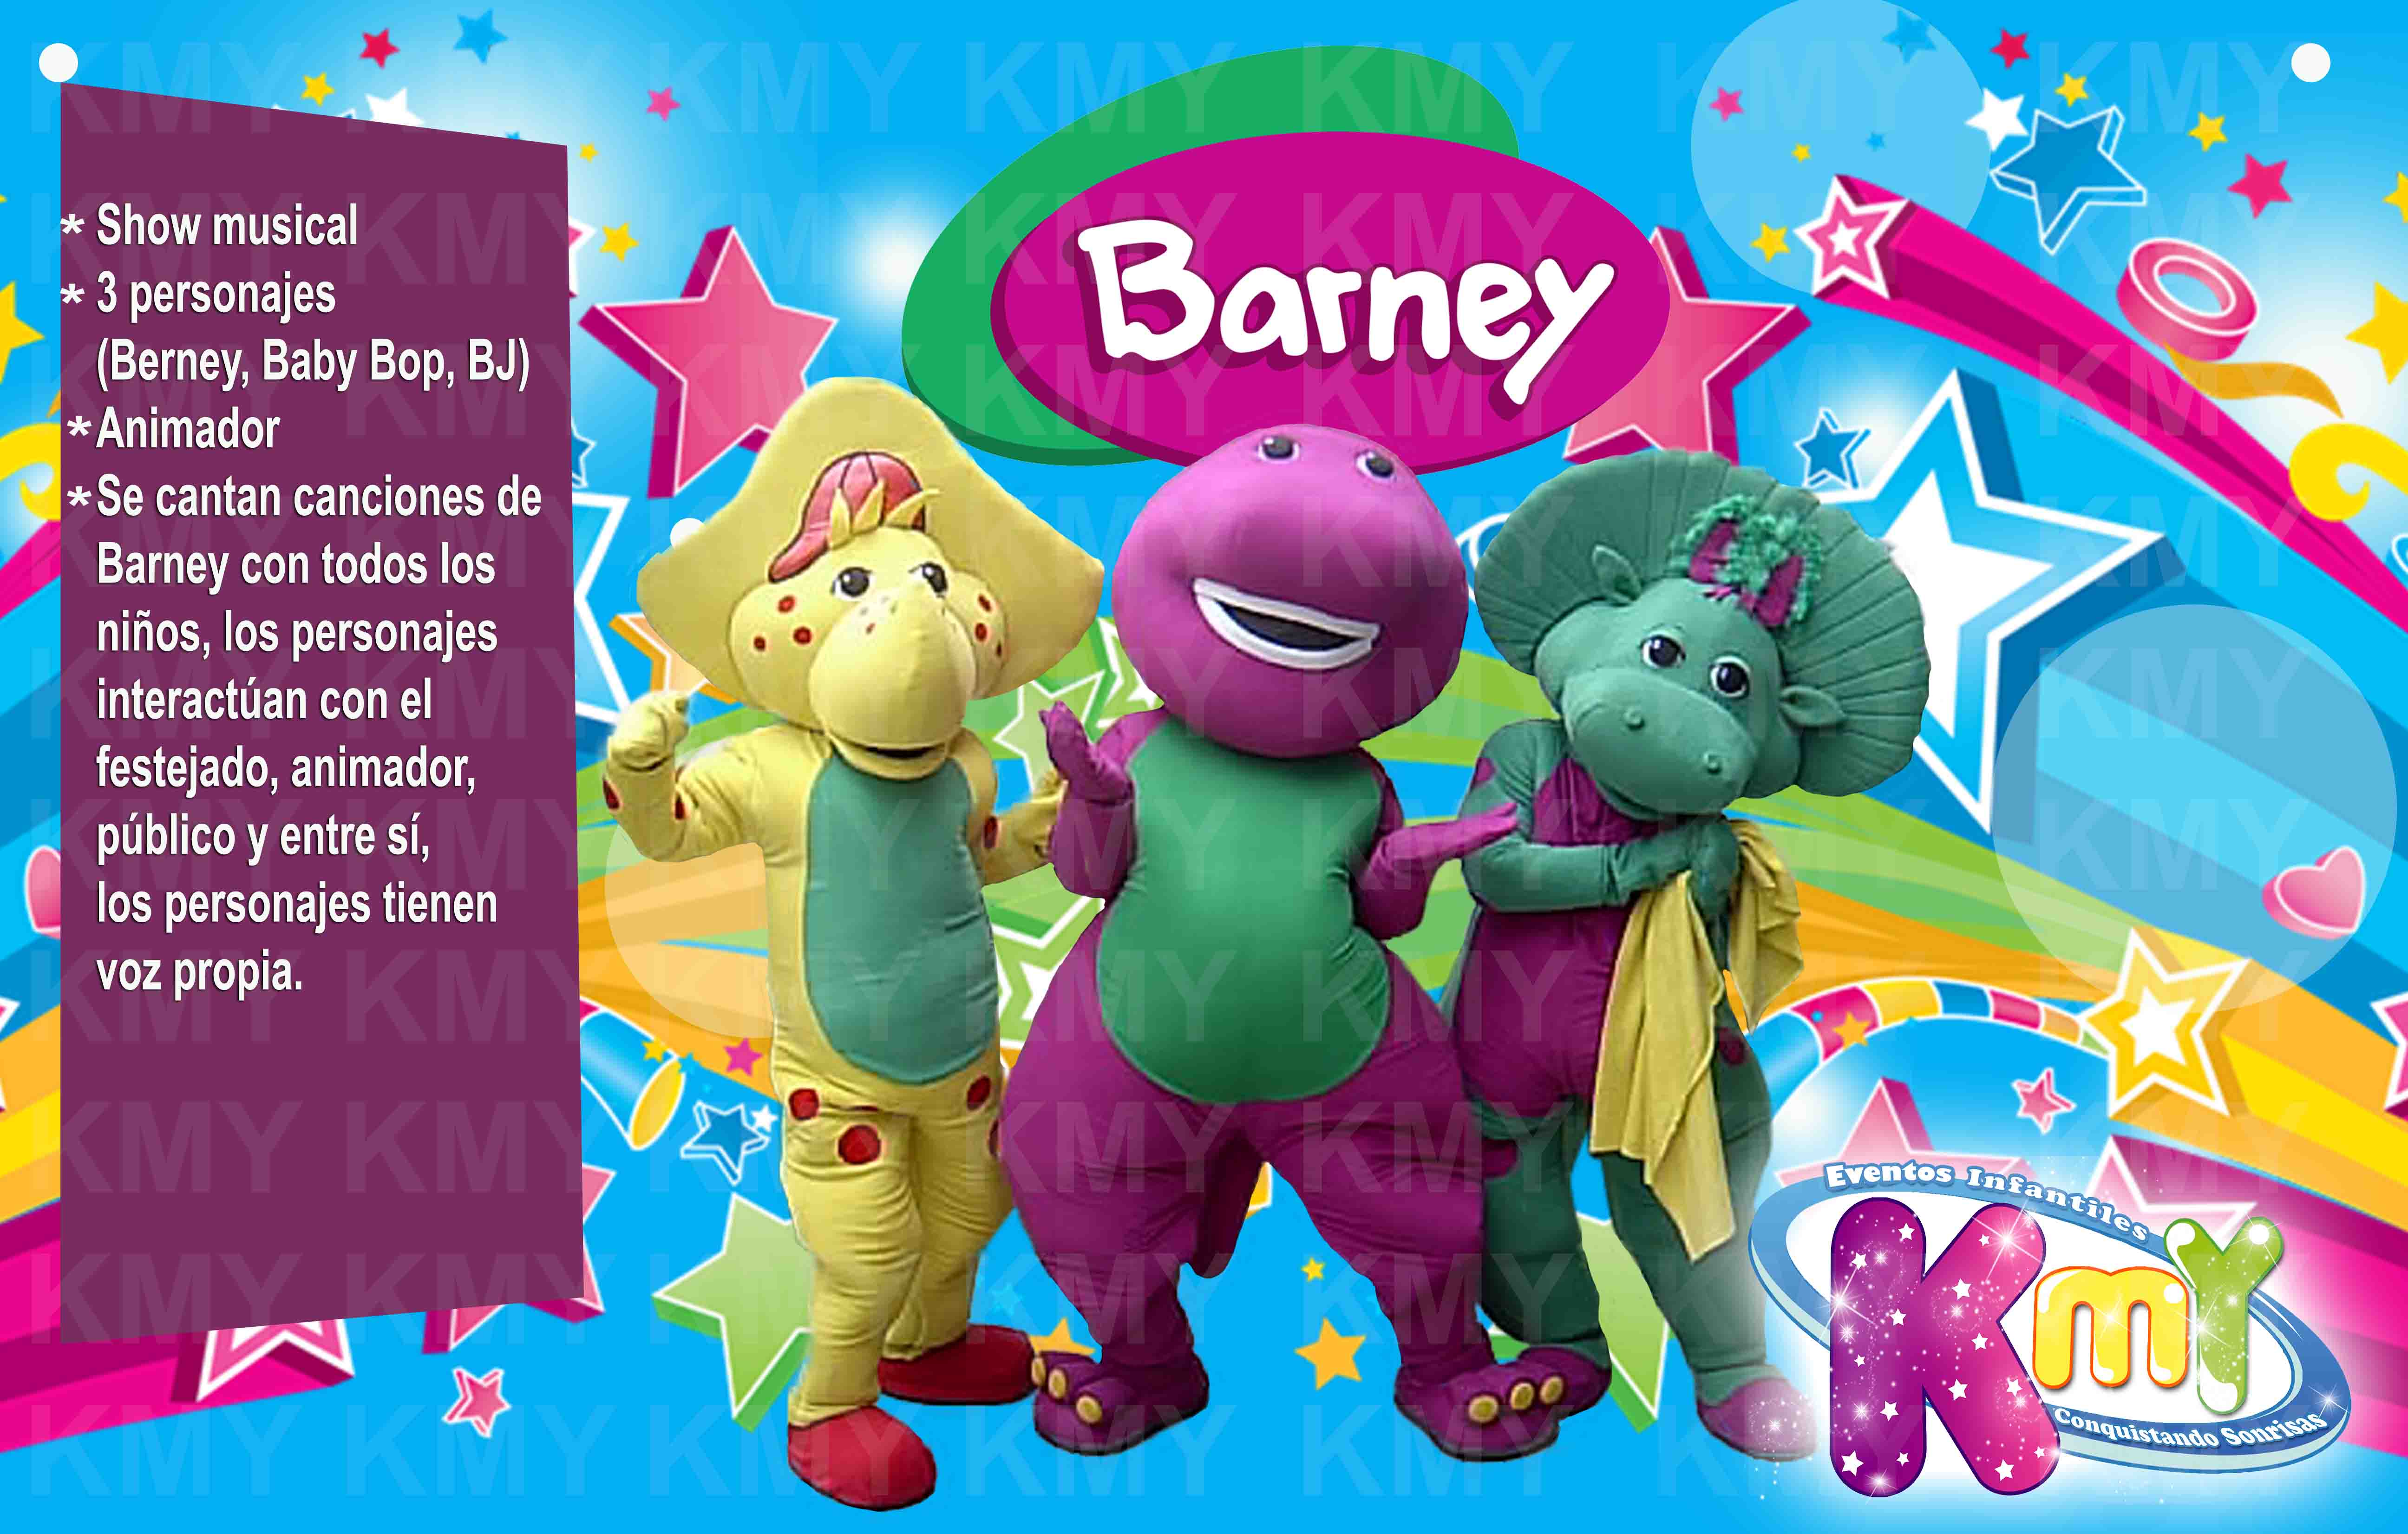 Barney
* Show musical
* 3 personajes
(Berney, Baby Bop, BJ)
* Animador
* Se cantan canciones de
Barney con todos los
niños, los personajes
interactúan con el
festejado, animador,
público y entre sí,
los personajes tienen
voz propia.
Eventos Infantiles
KmY
Conquistando Sonrisas